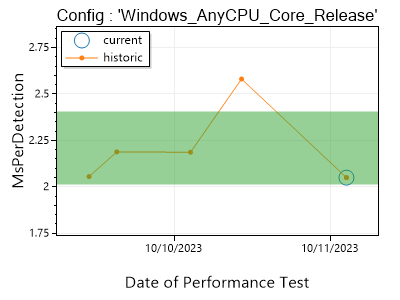 Config : 'Windows_AnyCPU_Core_Release'
current
historic
2.75
2.5
2.25
2
1.75
MsPerDetection
10/10/2023
10/11/2023
Date of Performance Test